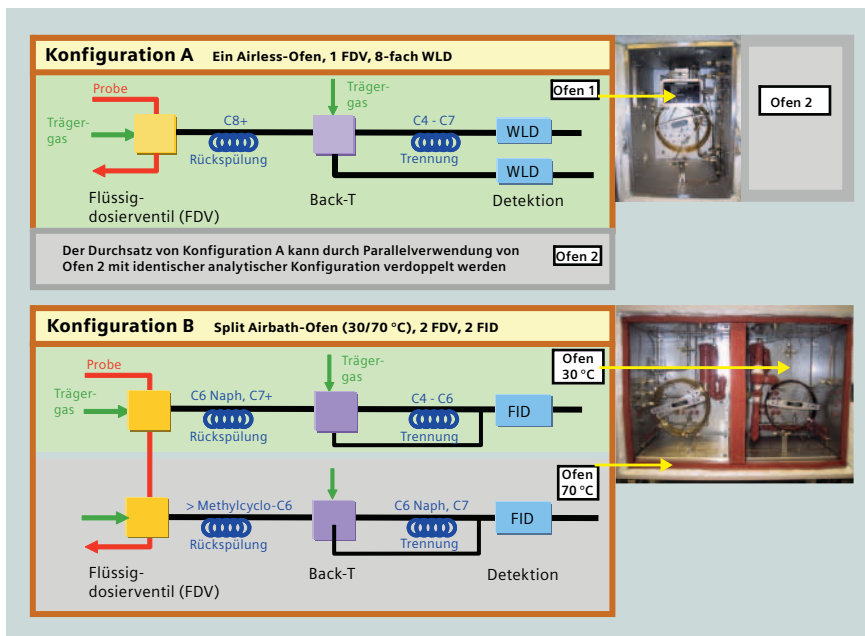 Konfiguration A Ein Airless-Ofen, 1 FDV, 8-fach WLD
Probe
Träger-
gas
C8+
Rückspülung
Träger-
gas
C4 - C7
Trennung
Ofen 1
WLD
WLD
Flüssig-
dosierventil (FDV)
Back-T
Detektion
Ofen 2
Der Durchsatz von Konfiguration A kann durch Parallelverwendung von
Ofen 2 mit identischer analytischer Konfiguration verdoppelt werden
Ofen 2
Konfiguration B Split Airbath-Ofen (30/70 °C), 2 FDV, 2 FID
Probe
Träger-
gas
C6 Naph, C7+
Rückspülung
Träger-
gas
C4 - C6
Trennung
Ofen
30 °C
FID
Ofen
70 °C
> Methylcyclo-C6
Rückspülung
C6 Naph, C7
Trennung
FID
Flüssig-
dosierventil (FDV)
Back-T
Detektion